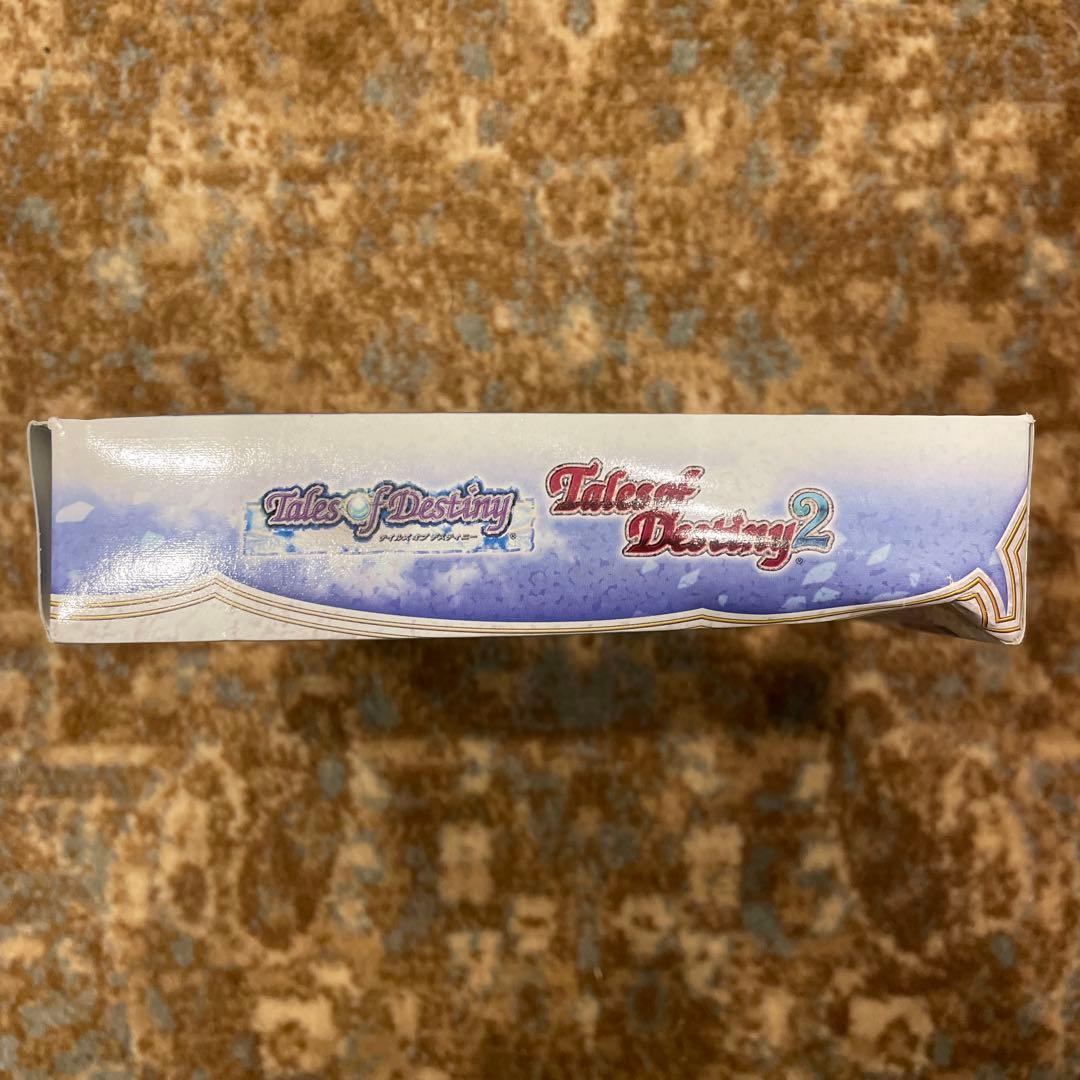 Tales of Destiny
テイルズ オブ デスティニー
®
Tales of
Destiny 2
®